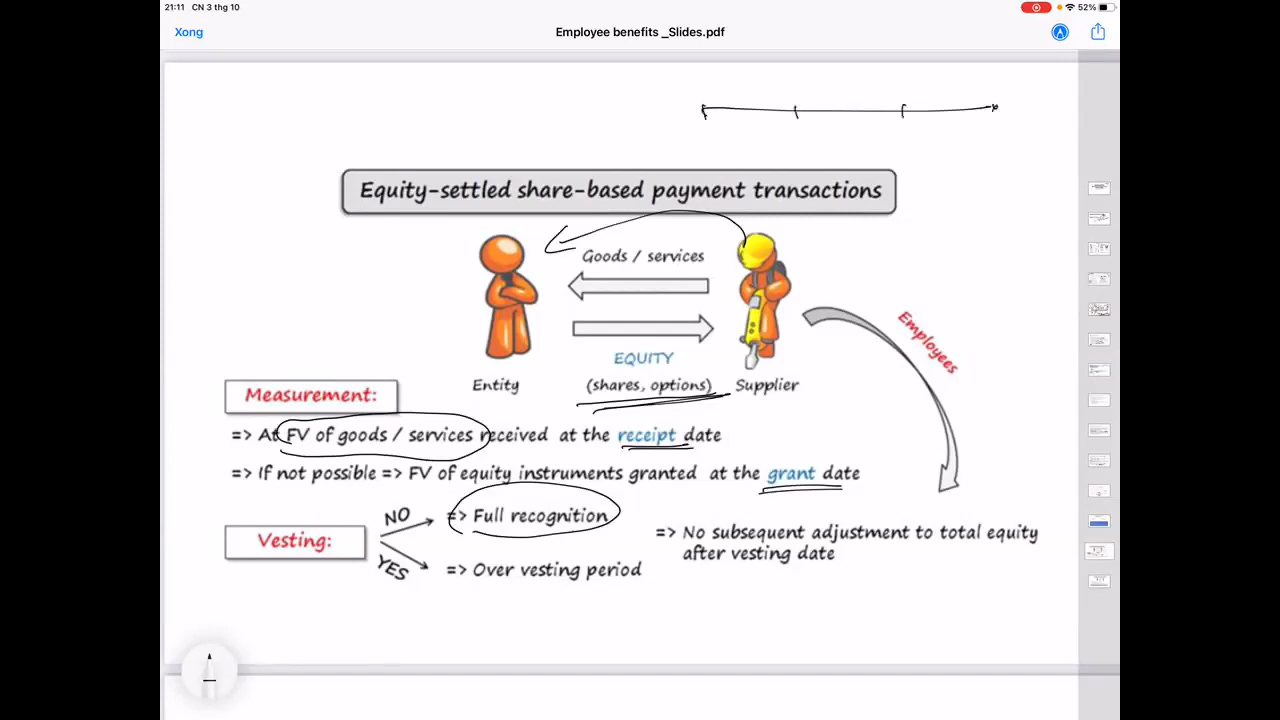 21:11 CN 3 thg 10
52%
Xong
Employee benefits _Slides.pdf
Equity-settled share-based payment transactions
Goods / services
EQUITY
(shares, options)
Entity
Supplier
Employees
Measurement:
=> At FV of goods / services received at the receipt date
=> If not possible => FV of equity instruments granted at the grant date
Vesting:
NO
=> Full recognition
YES
=> Over vesting period
=> No subsequent adjustment to total equity
after vesting date